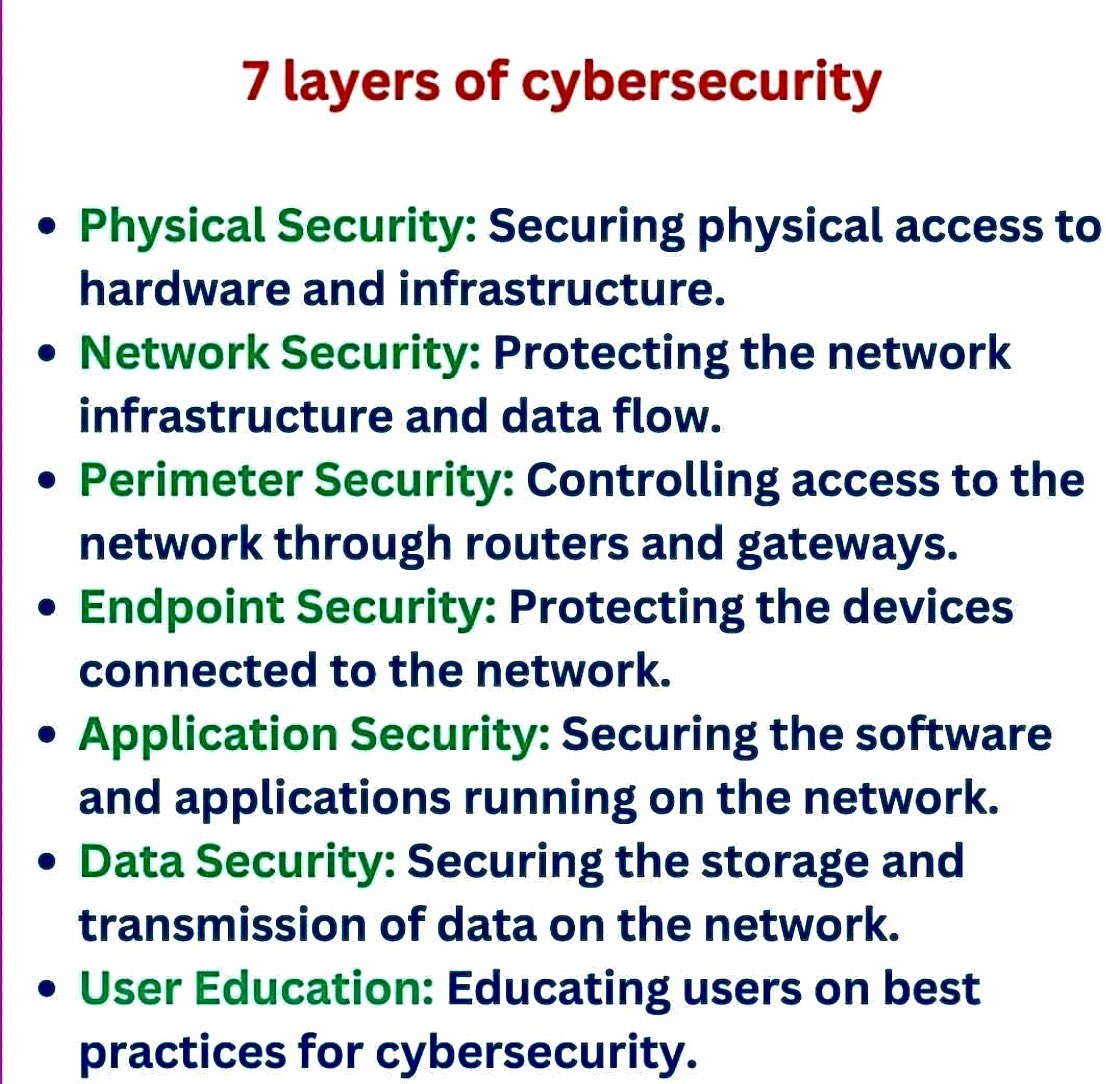 7 layers of cybersecurity
• Physical Security: Securing physical access to
hardware and infrastructure.
• Network Security: Protecting the network
infrastructure and data flow.
• Perimeter Security: Controlling access to the
network through routers and gateways.
• Endpoint Security: Protecting the devices
connected to the network.
• Application Security: Securing the software
and applications running on the network.
• Data Security: Securing the storage and
transmission of data on the network.
• User Education: Educating users on best
practices for cybersecurity.